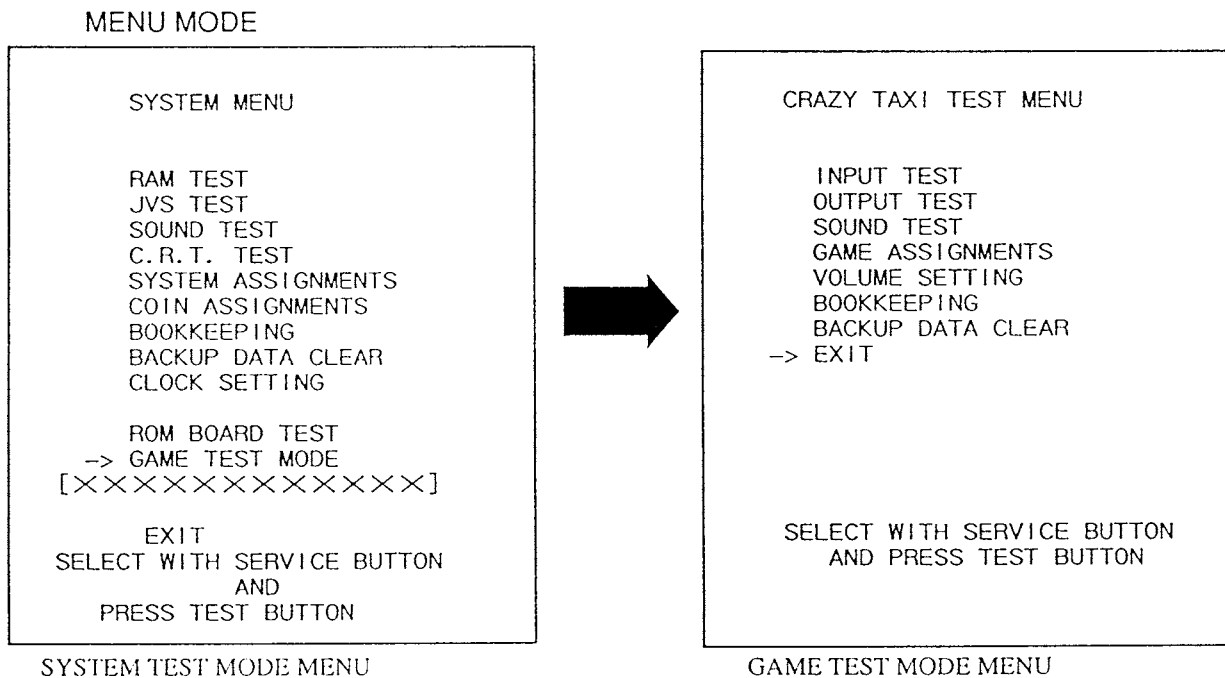 MENU MODE
SYSTEM MENU
RAM TEST
JVS TEST
SOUND TEST
C.R.T. TEST
SYSTEM ASSIGNMENTS
COIN ASSIGNMENTS
BOOKKEEPING
BACKUP DATA CLEAR
CLOCK SETTING
ROM BOARD TEST
-> GAME TEST MODE
[XXXXXXXXXXXX]
EXIT
SELECT WITH SERVICE BUTTON
AND
PRESS TEST BUTTON
SYSTEM TEST MODE MENU
CRAZY TAXI TEST MENU
INPUT TEST
OUTPUT TEST
SOUND TEST
GAME ASSIGNMENTS
VOLUME SETTING
BOOKKEEPING
BACKUP DATA CLEAR
-> EXIT
SELECT WITH SERVICE BUTTON
AND PRESS TEST BUTTON
GAME TEST MODE MENU